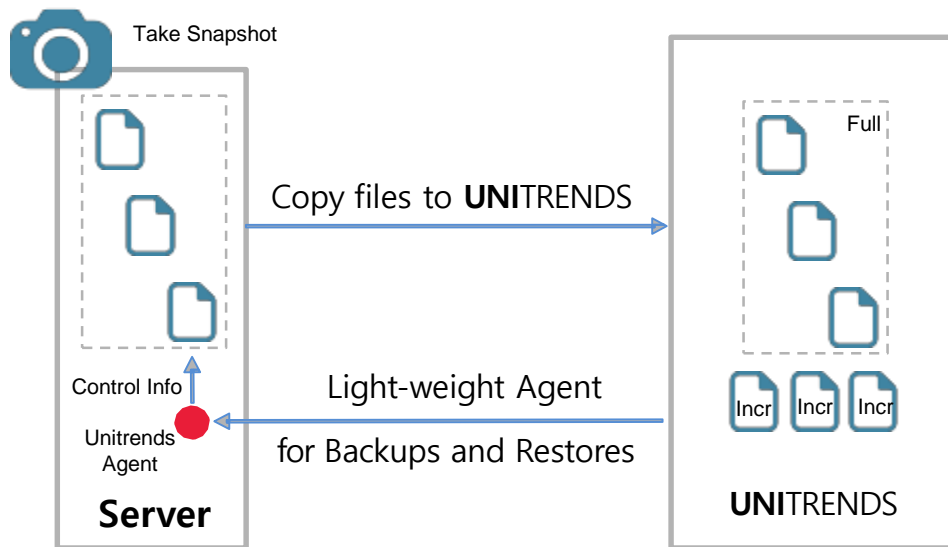 Take Snapshot
Full
Copy files to UNITRENDS
Control Info
Light-weight Agent
for Backups and Restores
Incr
Incr
Incr
Unitrends
Agent
Server
UNITRENDS